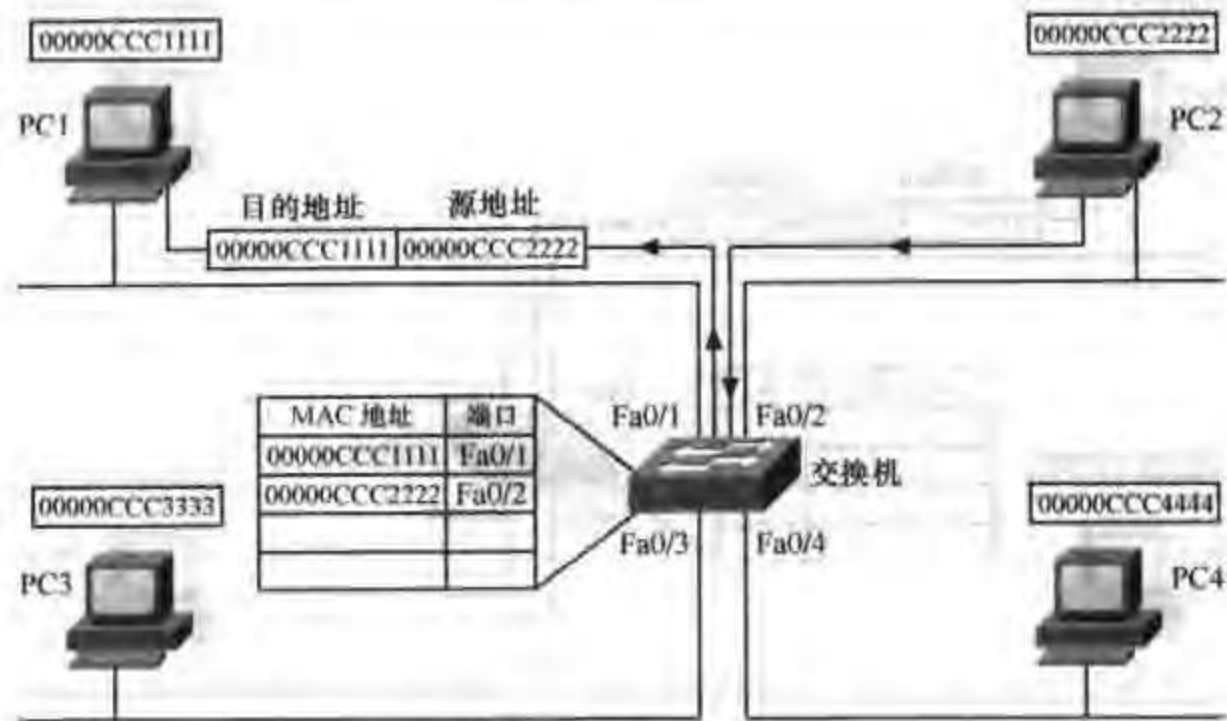 00000CCC1111
00000CCC2222
PC1
PC2
目的地址 源地址
00000CCC1111 00000CCC2222
MAC 地址 端口
00000CCC1111 Fa0/1
00000CCC2222 Fa0/2
Fa0/1
Fa0/2
交换机
00000CCC3333
00000CCC4444
Fa0/3
Fa0/4
PC3
PC4